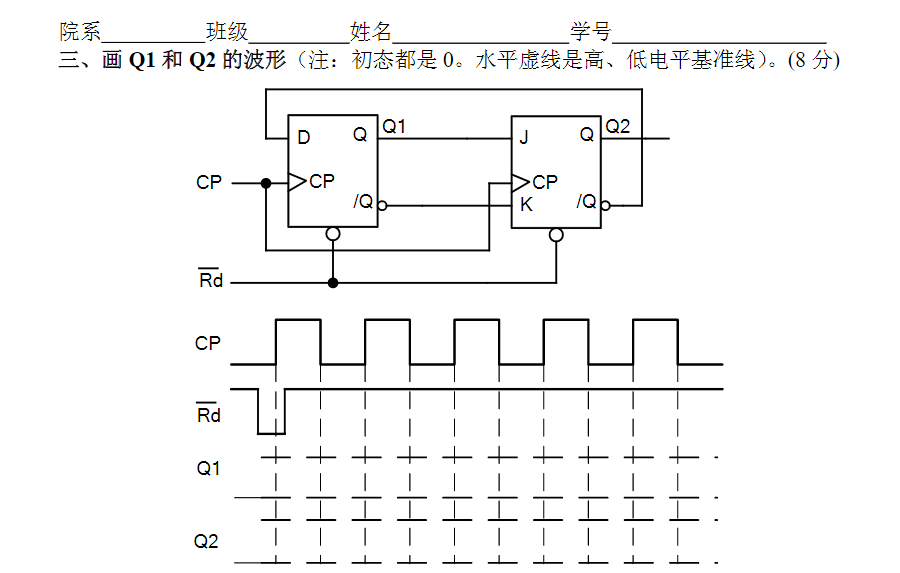 院系__________班级__________姓名_________________学号____________________
三、画 Q1 和 Q2 的波形（注：初态都是 0。水平虚线是高、低电平基准线）。(8 分)
D Q Q1 J Q Q2
CP CP CP
/Q K /Q
R̅d
CP
R̅d
Q1
Q2